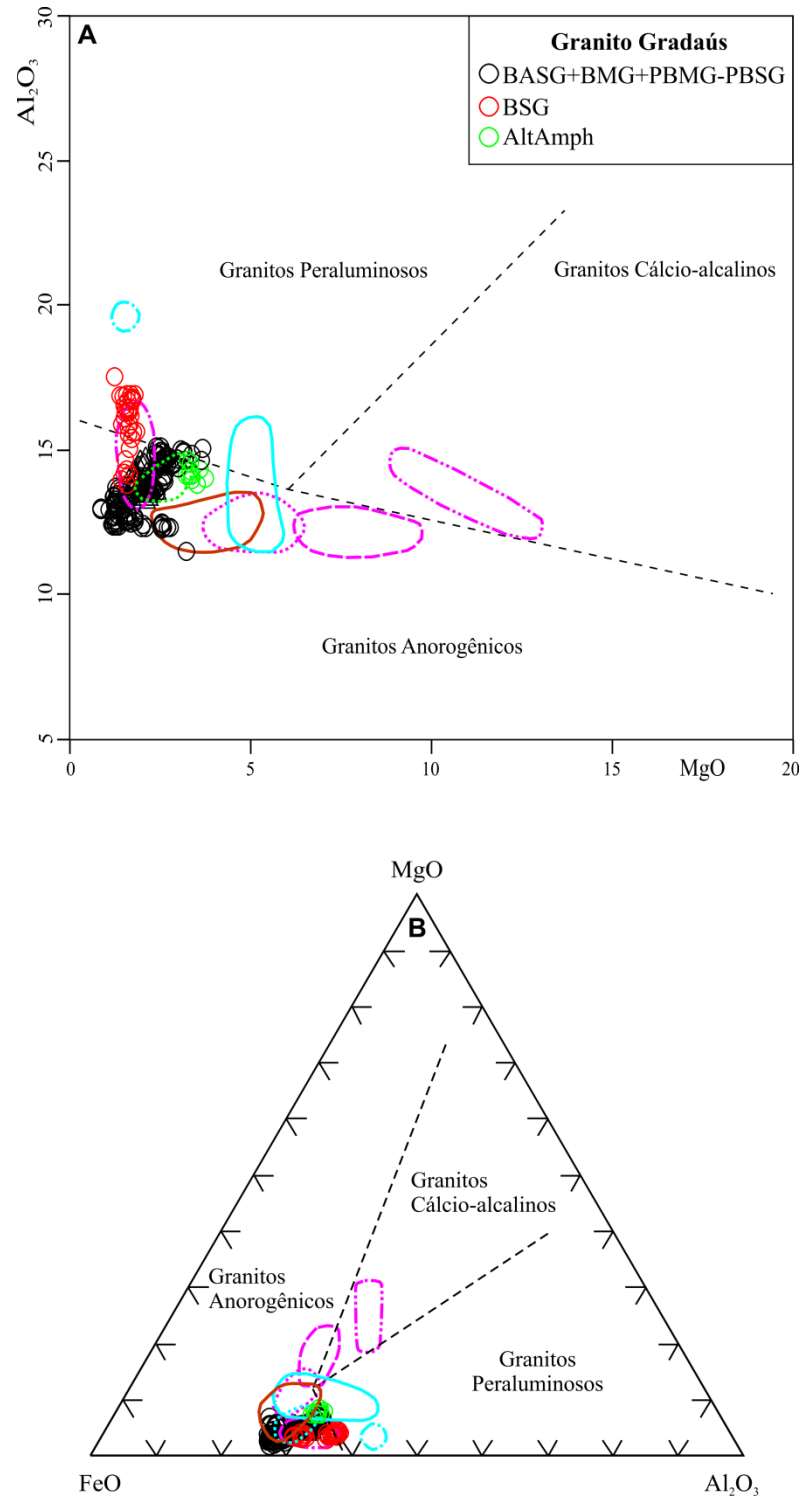 A
Al₂O₃
30
25
20
15
10
5
Granito Gradaús
BASG+BMG+PBMG-PBSG
BSG
AltAmph
Granitos Peraluminosos
Granitos Cálcio-alcalinos
Granitos Anorogênicos
0
5
10
15
MgO
20
MgO
B
Granitos
Cálcio-alcalinos
Granitos
Anorogênicos
Granitos
Peraluminosos
FeO
Al₂O₃